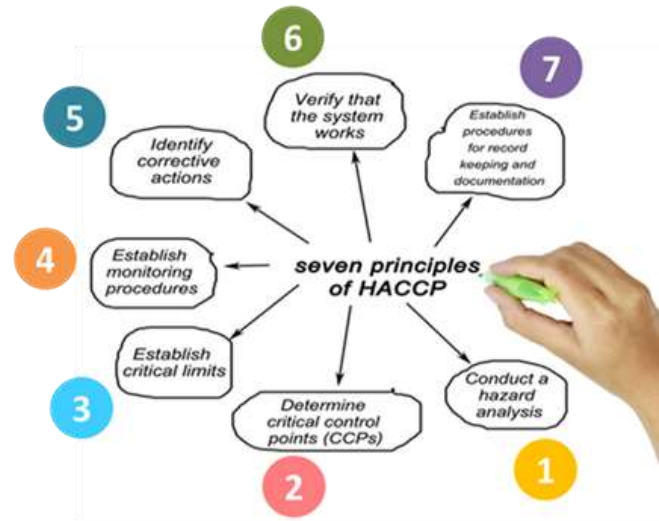 6
Verify that
the system
works
7
Establish
procedures
for record
keeping and
documentation
5
Identify
corrective
actions
4
Establish
monitoring
procedures
seven principles
of HACCP
3
Establish
critical limits
Determine
critical control
points (CCPs)
2
Conduct a
hazard
analysis
1